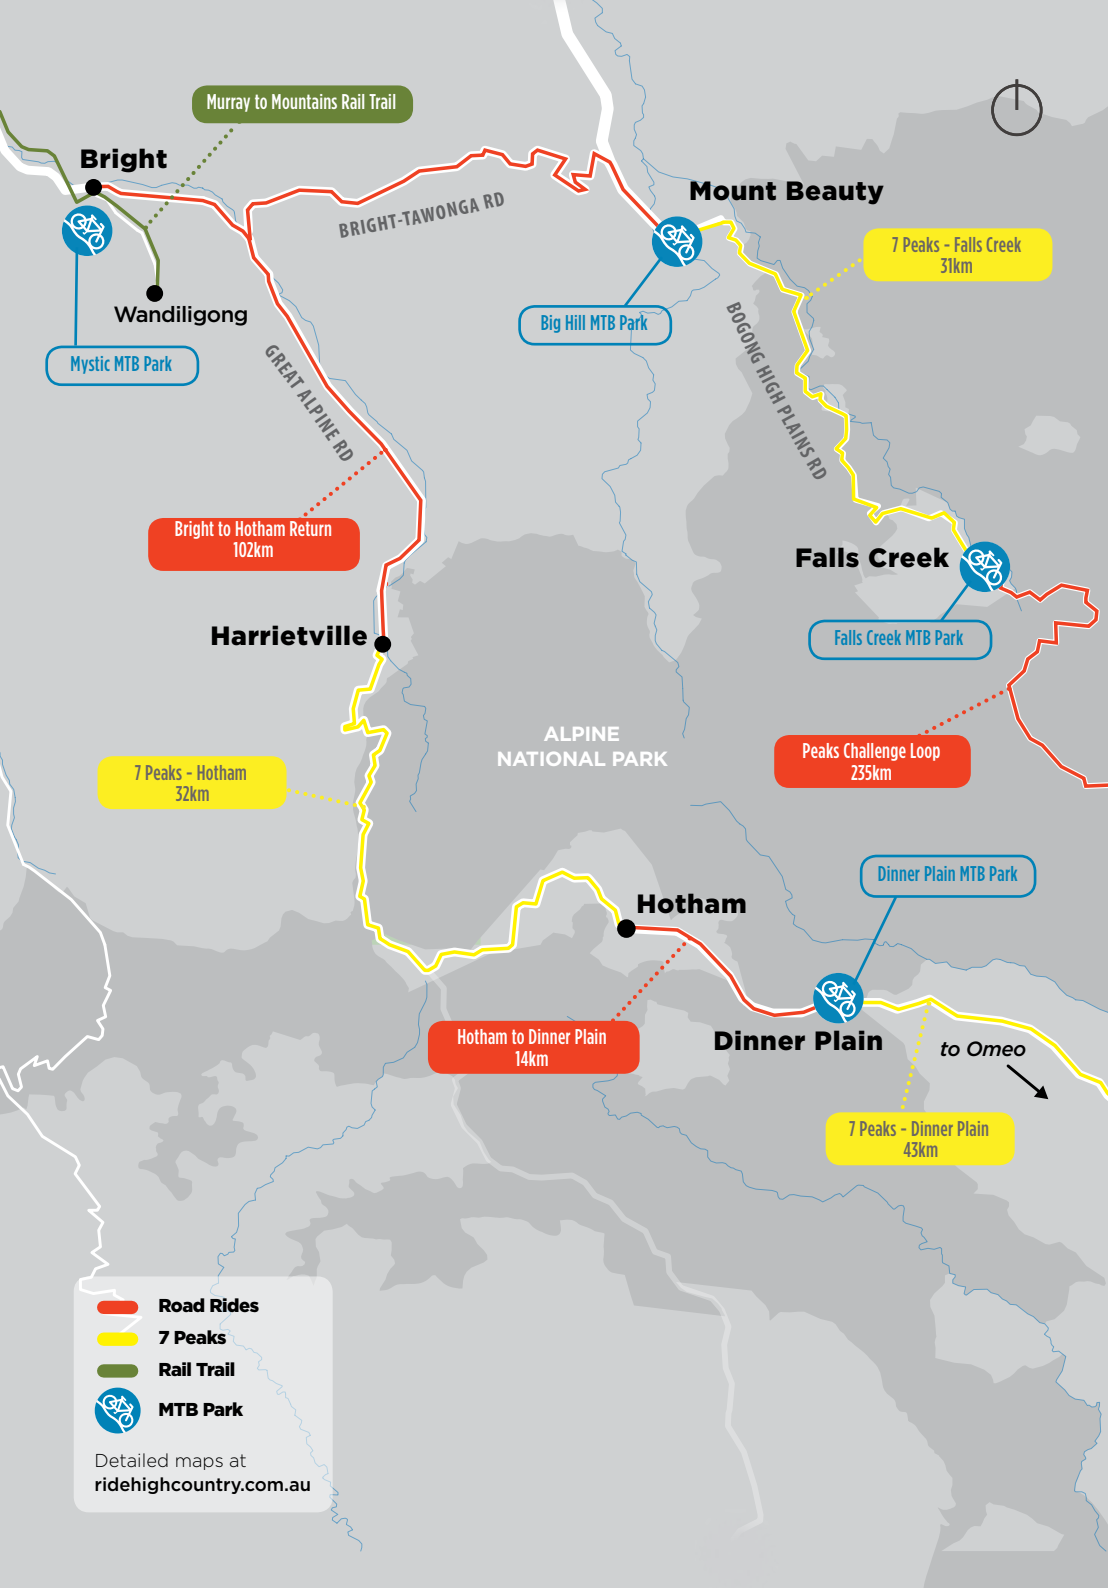 Murray to Mountains Rail Trail
Bright
Mount Beauty
BRIGHT-TAWONGA RD
7 Peaks - Falls Creek
31km
Wandiligong
Big Hill MTB Park
Mystic MTB Park
GREAT ALPINE RD
BOGONG HIGH PLAINS RD
Bright to Hotham Return
102km
Falls Creek
Harrietville
Falls Creek MTB Park
ALPINE
NATIONAL PARK
Peaks Challenge Loop
235km
7 Peaks - Hotham
32km
Dinner Plain MTB Park
Hotham
Hotham to Dinner Plain
14km
Dinner Plain
to Omeo
7 Peaks - Dinner Plain
43km
Road Rides
7 Peaks
Rail Trail
MTB Park
Detailed maps at
ridehighcountry.com.au